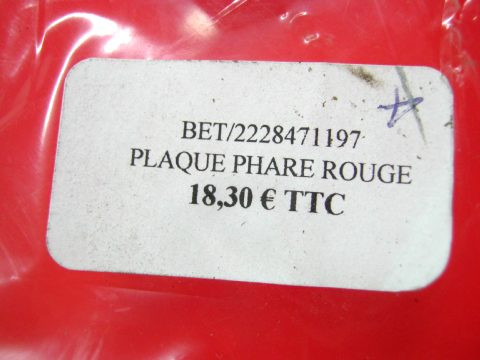 BET/2228471197
PLAQUE PHARE ROUGE
18,30 € TTC